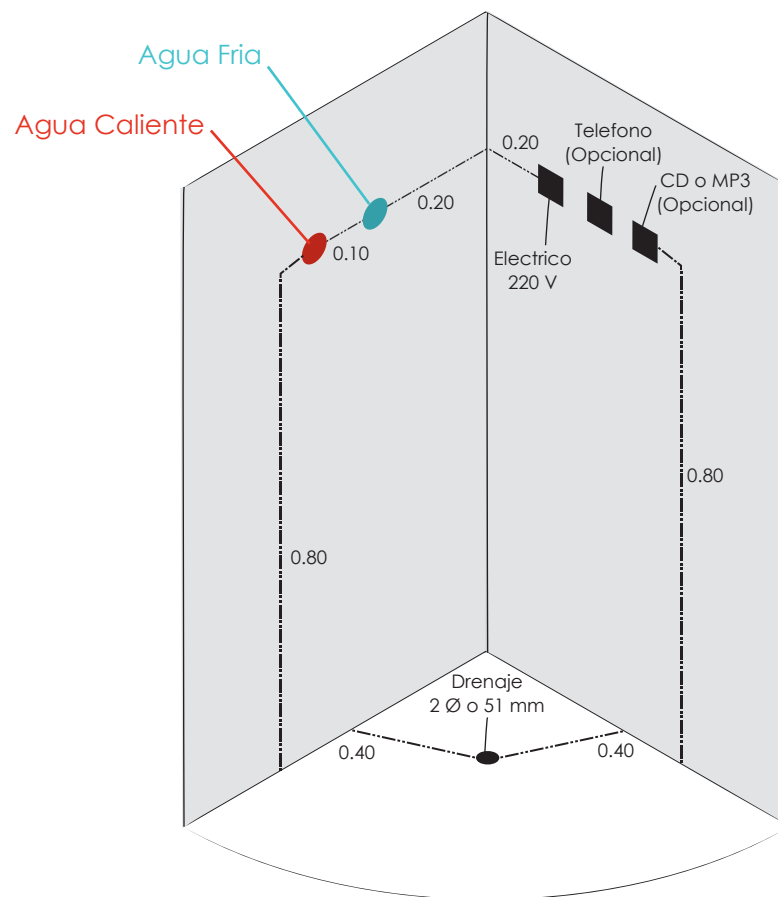 Agua Fria
Agua Caliente
0.20
Telefono
(Opcional)
CD o MP3
(Opcional)
0.20
0.10
Electrico
220 V
0.80
0.80
Drenaje
2 Ø o 51 mm
0.40
0.40